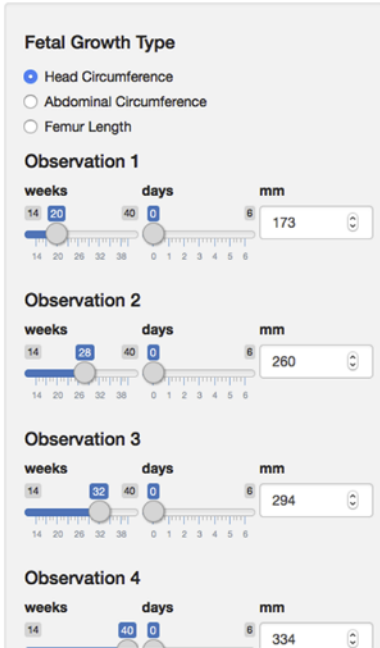 Fetal Growth Type
Head Circumference
Abdominal Circumference
Femur Length
Observation 1
weeks days mm
14 20 40 0 6 173
14 20 26 32 38 0 1 2 3 4 5 6
Observation 2
weeks days mm
14 28 40 0 6 260
14 20 26 32 38 0 1 2 3 4 5 6
Observation 3
weeks days mm
14 32 40 0 6 294
14 20 26 32 38 0 1 2 3 4 5 6
Observation 4
weeks days mm
14 40 0 6 334